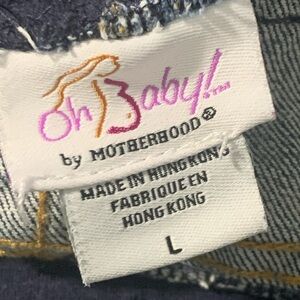 Oh Baby!...
by MOTHERHOOD®
MADE IN HONG KONG
FABRIQUE EN
HONG KONG
L